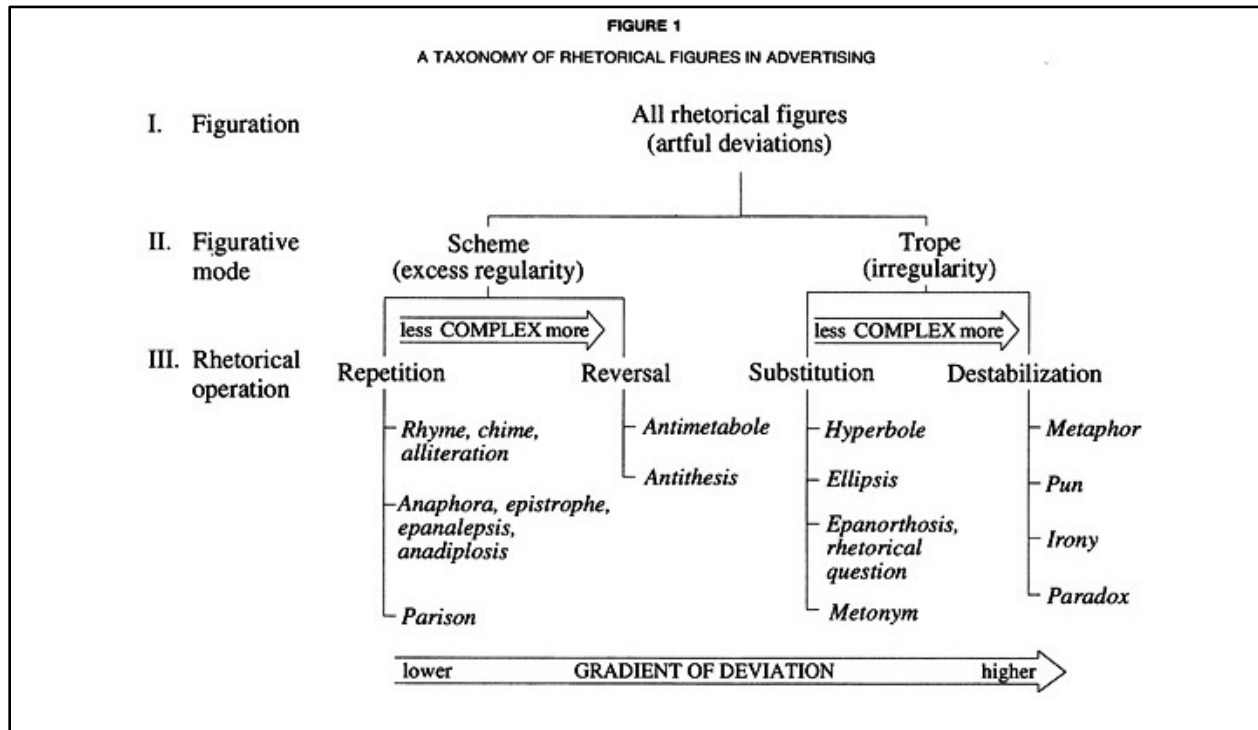 FIGURE 1
A TAXONOMY OF RHETORICAL FIGURES IN ADVERTISING
I. Figuration
All rhetorical figures
(artful deviations)
II. Figurative
mode
Scheme
(excess regularity)
Trope
(irregularity)
less COMPLEX more
less COMPLEX more
III. Rhetorical
operation
Repetition
Reversal
Substitution
Destabilization
Rhyme, chime,
alliteration
Anaphora, epistrophe,
epanalepsis,
anadiplosis
Parison
Antimetabole
Antithesis
Hyperbole
Ellipsis
Epanorthosis,
rhetorical
question
Metonym
Metaphor
Pun
Irony
Paradox
lower GRADIENT OF DEVIATION higher